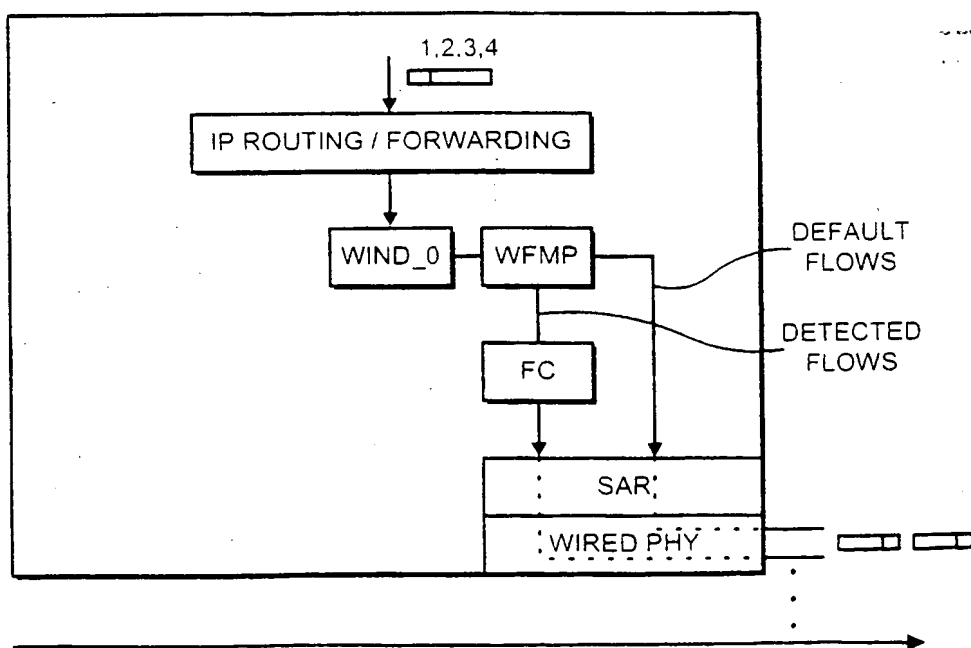 1,2,3,4
IP ROUTING / FORWARDING
WIND_0
WFMP
DEFAULT
FLOWS
DETECTED
FLOWS
FC
SAR
WIRED PHY